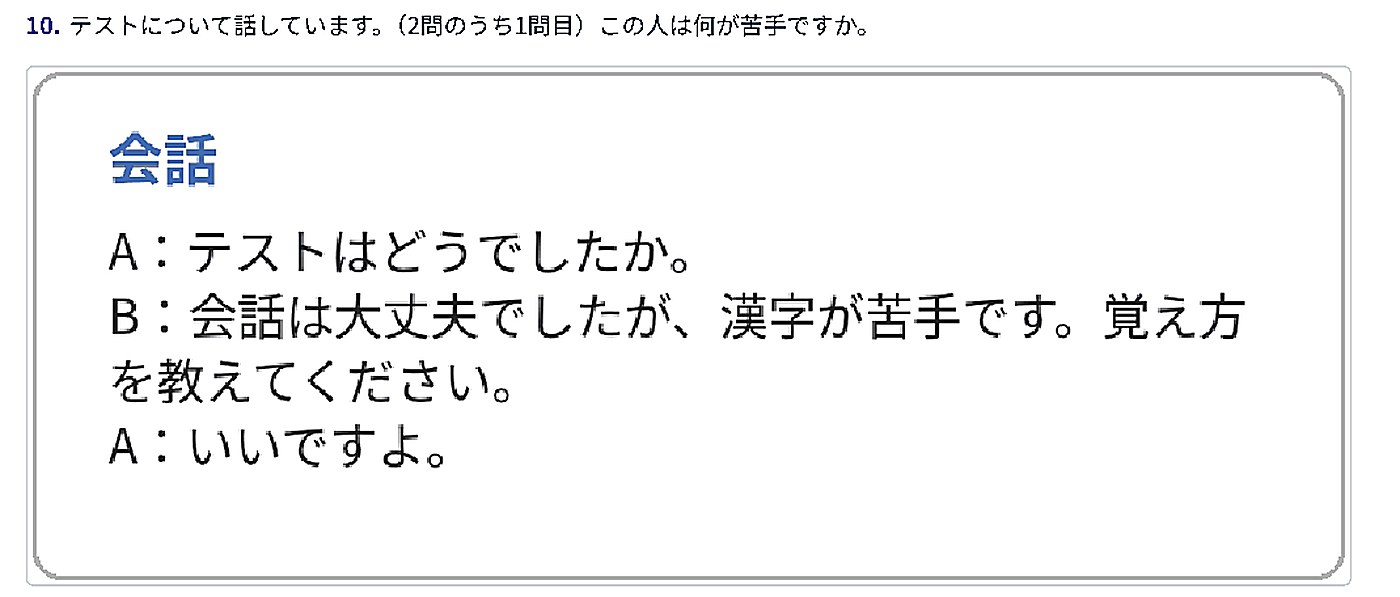 10. テストについて話しています。（2問のうち1問目）この人は何が苦手ですか。
会話
A：テストはどうでしたか。
B：会話は大丈夫でしたが、漢字が苦手です。覚え方
を教えてください。
A：いいですよ。